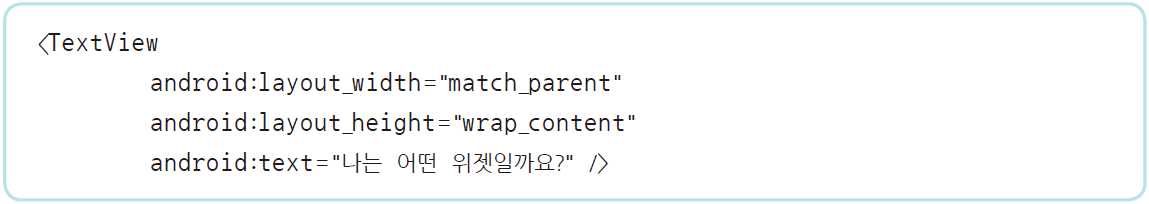 <TextView
android:layout_width="match_parent"
android:layout_height="wrap_content"
android:text="나는 어떤 위젯일까요?" />